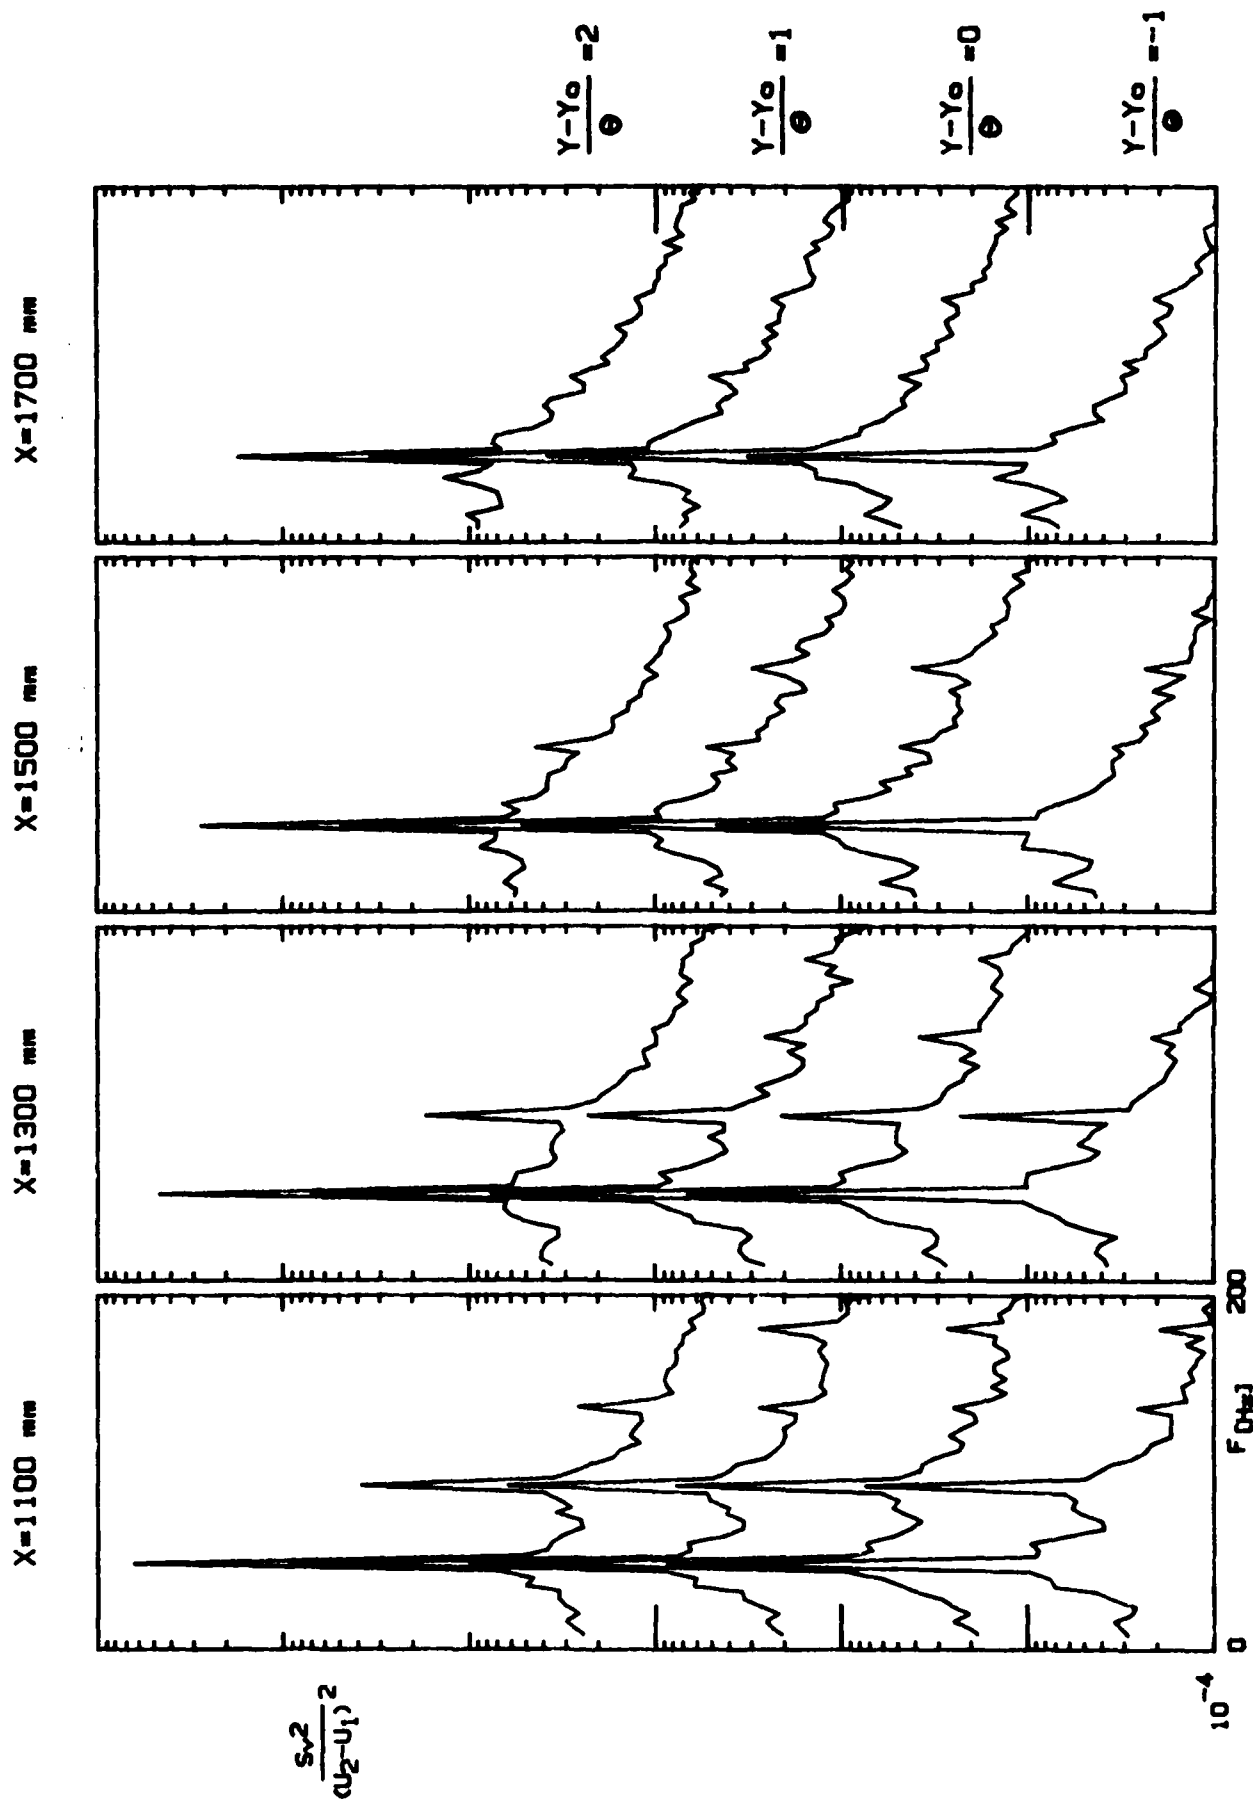 X=1100 mm
X=1300 mm
X=1500 mm
X=1700 mm
Sv2
(U2-U1)2
Y-Yo
θ
=2
Y-Yo
θ
=1
Y-Yo
θ
=0
Y-Yo
θ
=-1
10-4
0
F [Hz]
200